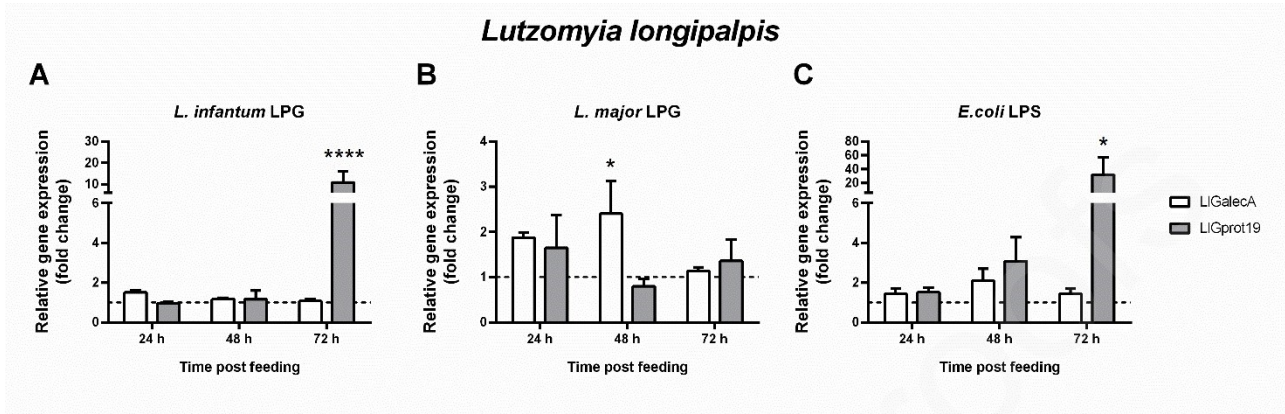 Lutzomyia longipalpis
A
L. infantum LPG
Relative gene expression
(fold change)
30
20
10
6
4
2
0
****
24 h
48 h
72 h
Time post feeding
B
L. major LPG
Relative gene expression
(fold change)
4
3
2
1
0
*
24 h
48 h
72 h
Time post feeding
C
E.coli LPS
Relative gene expression
(fold change)
80
60
40
20
6
4
2
0
*
24 h
48 h
72 h
Time post feeding
LlGalecA
LlGprot19